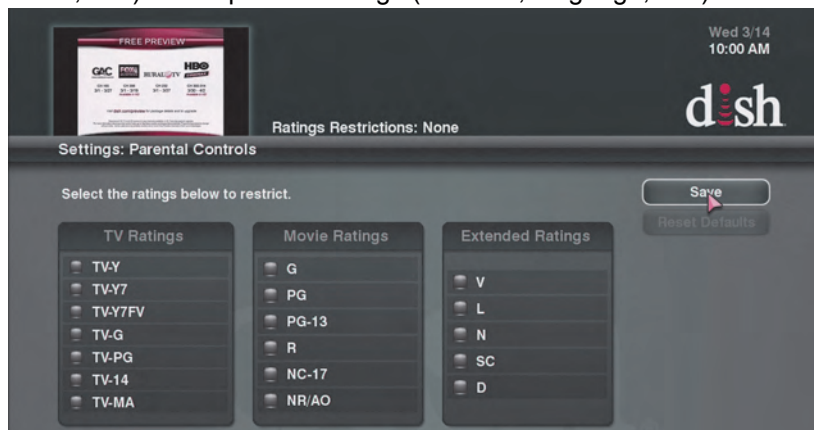 Wed 3/14
10:00 AM
FREE PREVIEW
GAC
RURAL TV
HBO
dish
Ratings Restrictions: None
Settings: Parental Controls
Select the ratings below to restrict.
Save
Reset Defaults
TV Ratings
TV-Y
TV-Y7
TV-Y7FV
TV-G
TV-PG
TV-14
TV-MA
Movie Ratings
G
PG
PG-13
R
NC-17
NR/AO
Extended Ratings
V
L
N
SC
D